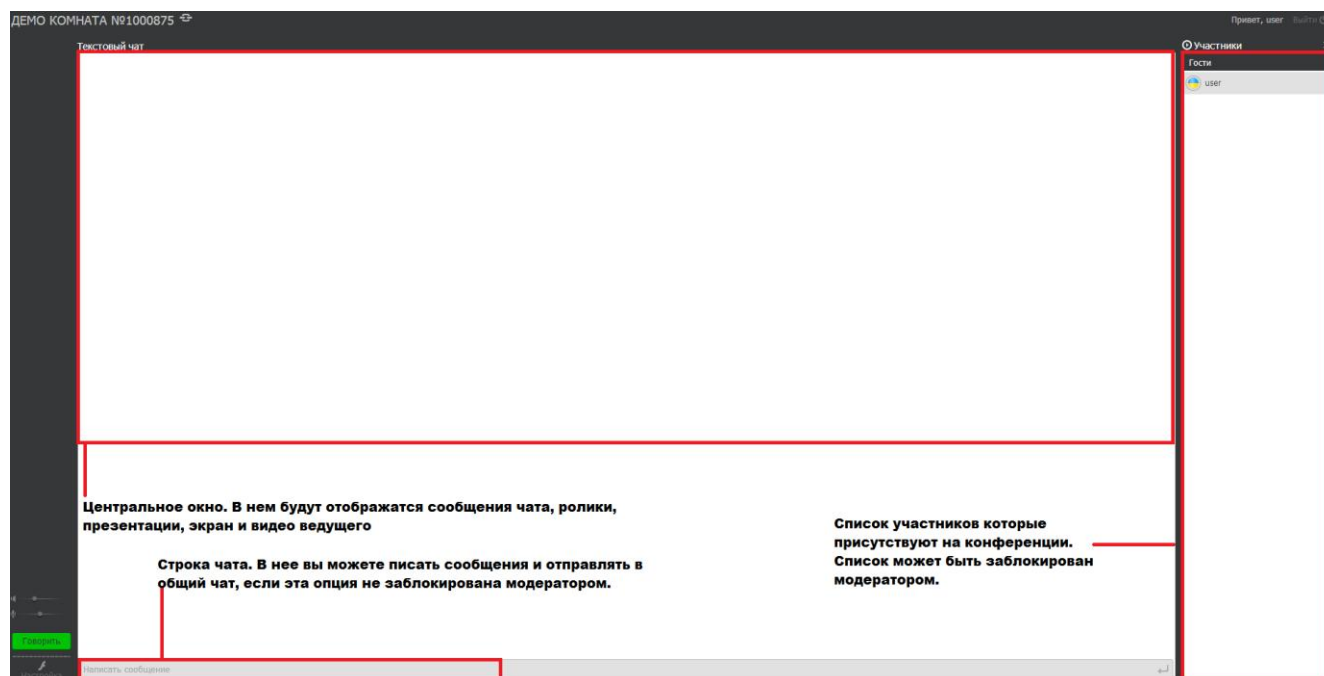 ДЕМО КОМНАТА №1000875
Привет, user Выйти
Текстовый чат
Участники
Гости
user
Центральное окно. В нем будут отображатся сообщения чата, ролики,
презентации, экран и видео ведущего
Список участников которые
присутствуют на конференции.
Список может быть заблокирован
модератором.
Строка чата. В нее вы можете писать сообщения и отправлять в
общий чат, если эта опция не заблокирована модератором.
Говорить
Написать сообщение